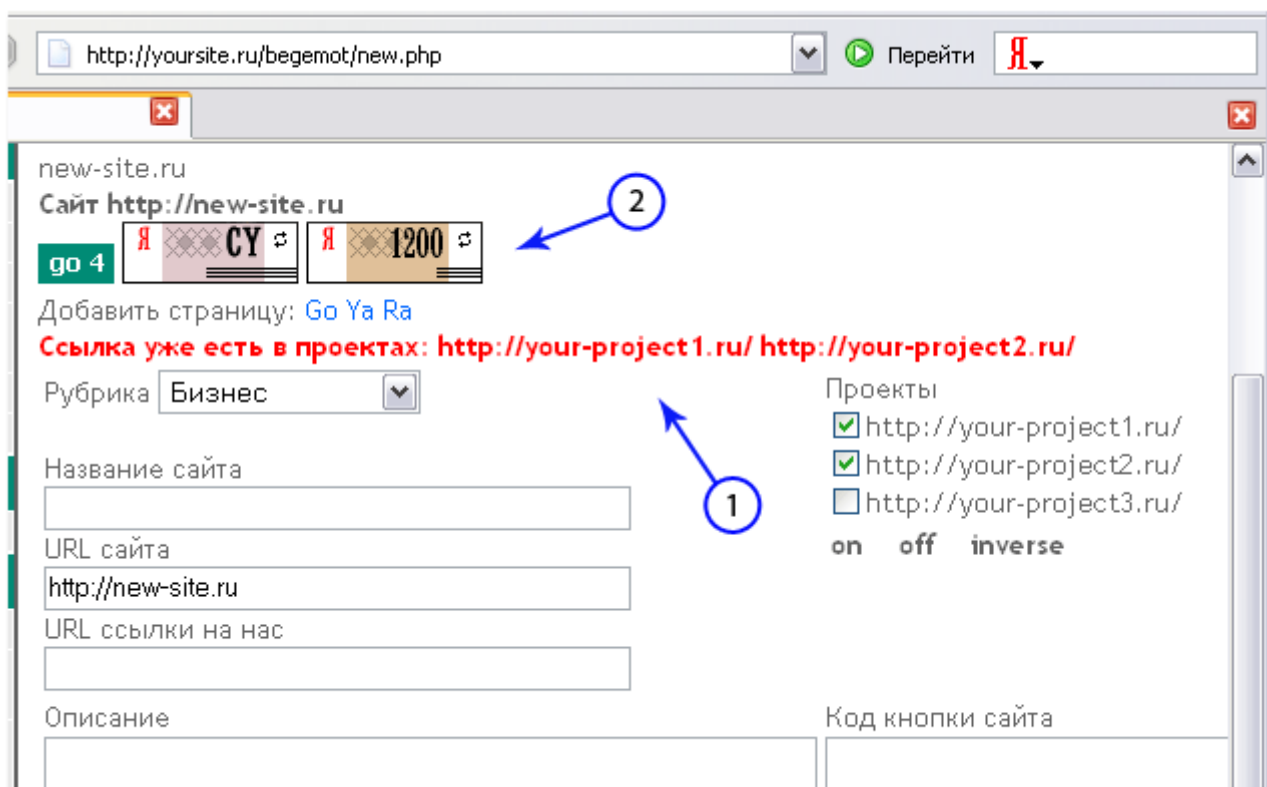 http://yoursite.ru/begemot/new.php Перейти Я
new-site.ru
Сайт http://new-site.ru
2
go 4 Я CY Я 1200
Добавить страницу: Go Ya Ra
Ссылка уже есть в проектах: http://your-project1.ru/ http://your-project2.ru/
Рубрика Бизнес
Проекты
http://your-project1.ru/
http://your-project2.ru/
http://your-project3.ru/
on off inverse
1
Название сайта
URL сайта
http://new-site.ru
URL ссылки на нас
Описание
Код кнопки сайта